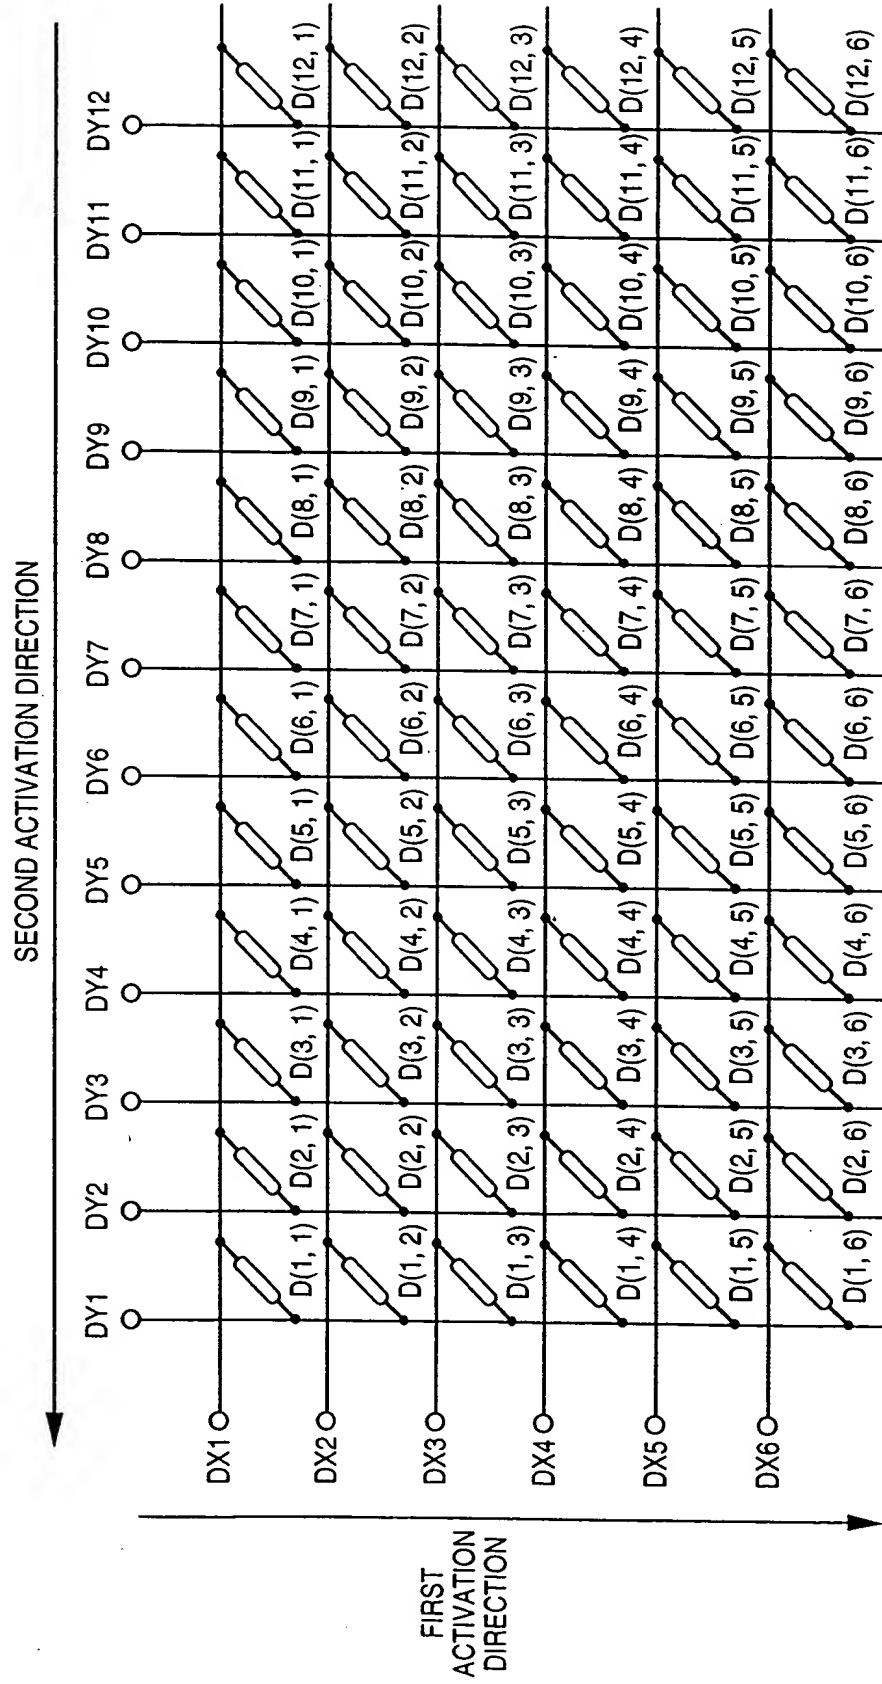 SECOND ACTIVATION DIRECTION
DY1 DY2 DY3 DY4 DY5 DY6 DY7 DY8 DY9 DY10 DY11 DY12
DX1
D(1, 1) D(2, 1) D(3, 1) D(4, 1) D(5, 1) D(6, 1) D(7, 1) D(8, 1) D(9, 1) D(10, 1) D(11, 1) D(12, 1)
DX2
D(1, 2) D(2, 2) D(3, 2) D(4, 2) D(5, 2) D(6, 2) D(7, 2) D(8, 2) D(9, 2) D(10, 2) D(11, 2) D(12, 2)
FIRST
ACTIVATION
DIRECTION
DX3
D(1, 3) D(2, 3) D(3, 3) D(4, 3) D(5, 3) D(6, 3) D(7, 3) D(8, 3) D(9, 3) D(10, 3) D(11, 3) D(12, 3)
DX4
D(1, 4) D(2, 4) D(3, 4) D(4, 4) D(5, 4) D(6, 4) D(7, 4) D(8, 4) D(9, 4) D(10, 4) D(11, 4) D(12, 4)
DX5
D(1, 5) D(2, 5) D(3, 5) D(4, 5) D(5, 5) D(6, 5) D(7, 5) D(8, 5) D(9, 5) D(10, 5) D(11, 5) D(12, 5)
DX6
D(1, 6) D(2, 6) D(3, 6) D(4, 6) D(5, 6) D(6, 6) D(7, 6) D(8, 6) D(9, 6) D(10, 6) D(11, 6) D(12, 6)